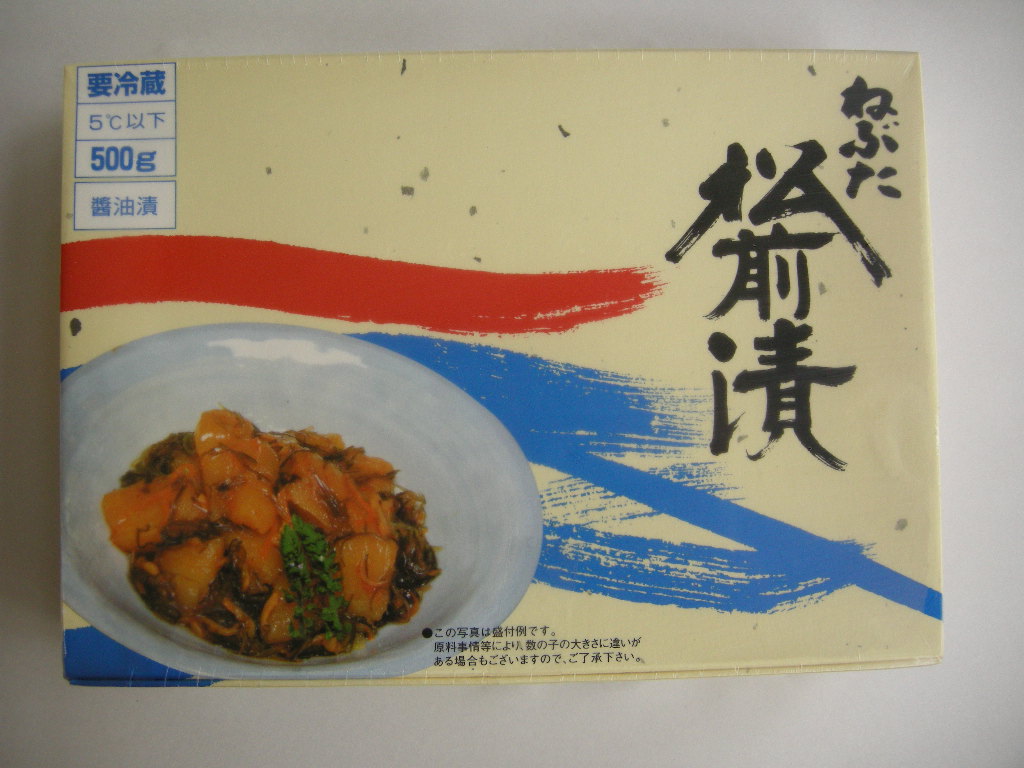 要冷蔵
5℃以下
500g
醬油漬
ねぶた
松前漬
●この写真は盛付例です。
原料事情等により、数の子の大きさに違いが
ある場合もございますので、ご了承下さい。